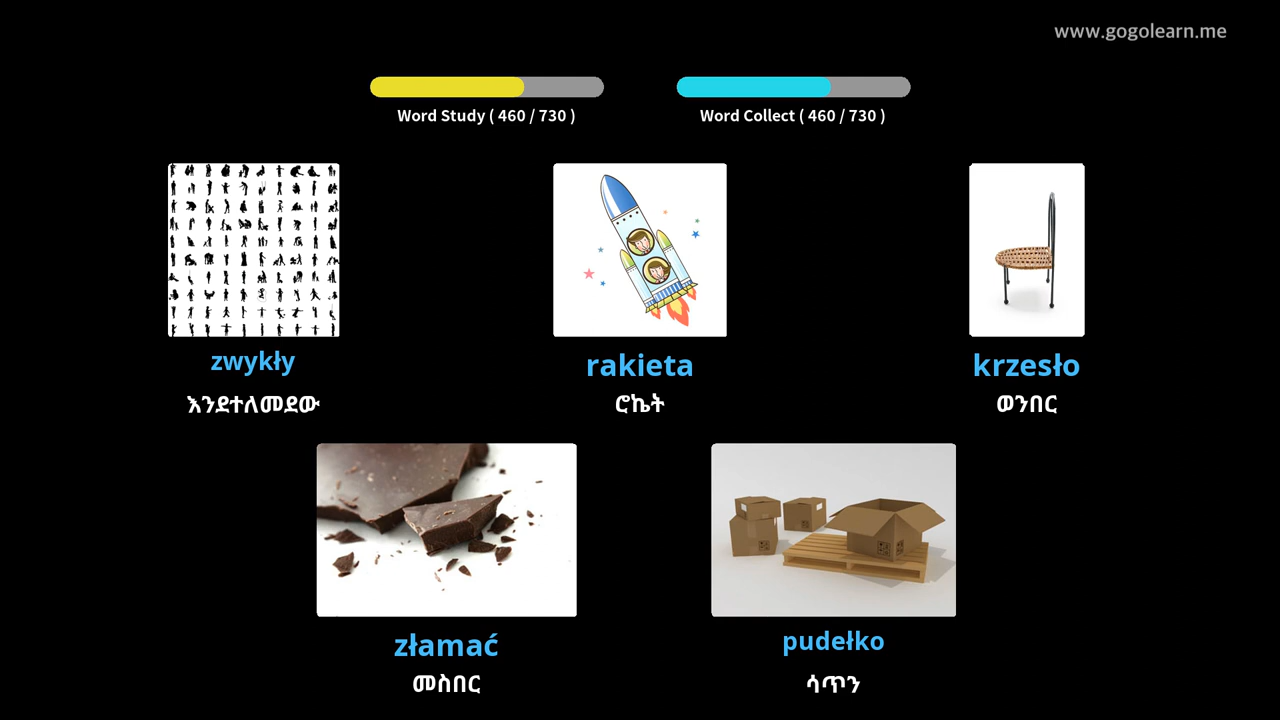 www.gogolearn.me
Word Study ( 460 / 730 )
Word Collect ( 460 / 730 )
zwykły
እንደተለመደው
rakieta
ሮኬት
krzesło
ወንበር
złamać
መስበር
pudełko
ሳጥን